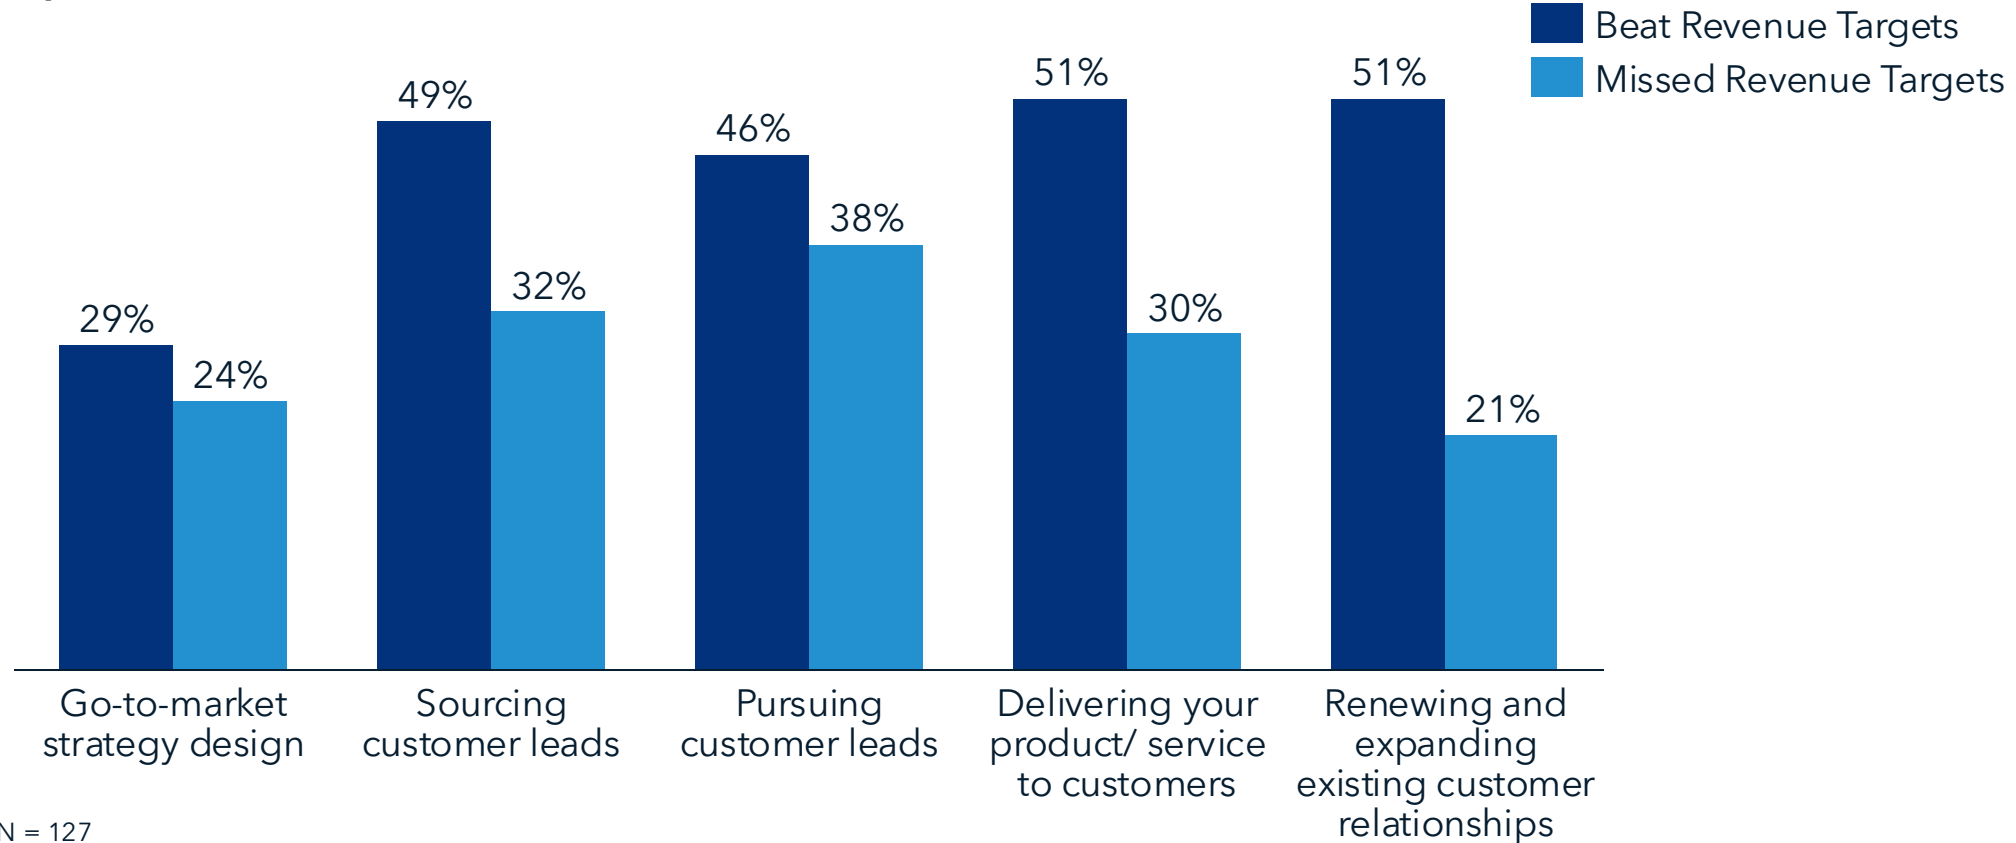 Beat Revenue Targets
Missed Revenue Targets
29%
24%
49%
32%
46%
38%
51%
30%
51%
21%
Go-to-market
strategy design
Sourcing
customer leads
Pursuing
customer leads
Delivering your
product/ service
to customers
Renewing and
expanding
existing customer
relationships
N = 127